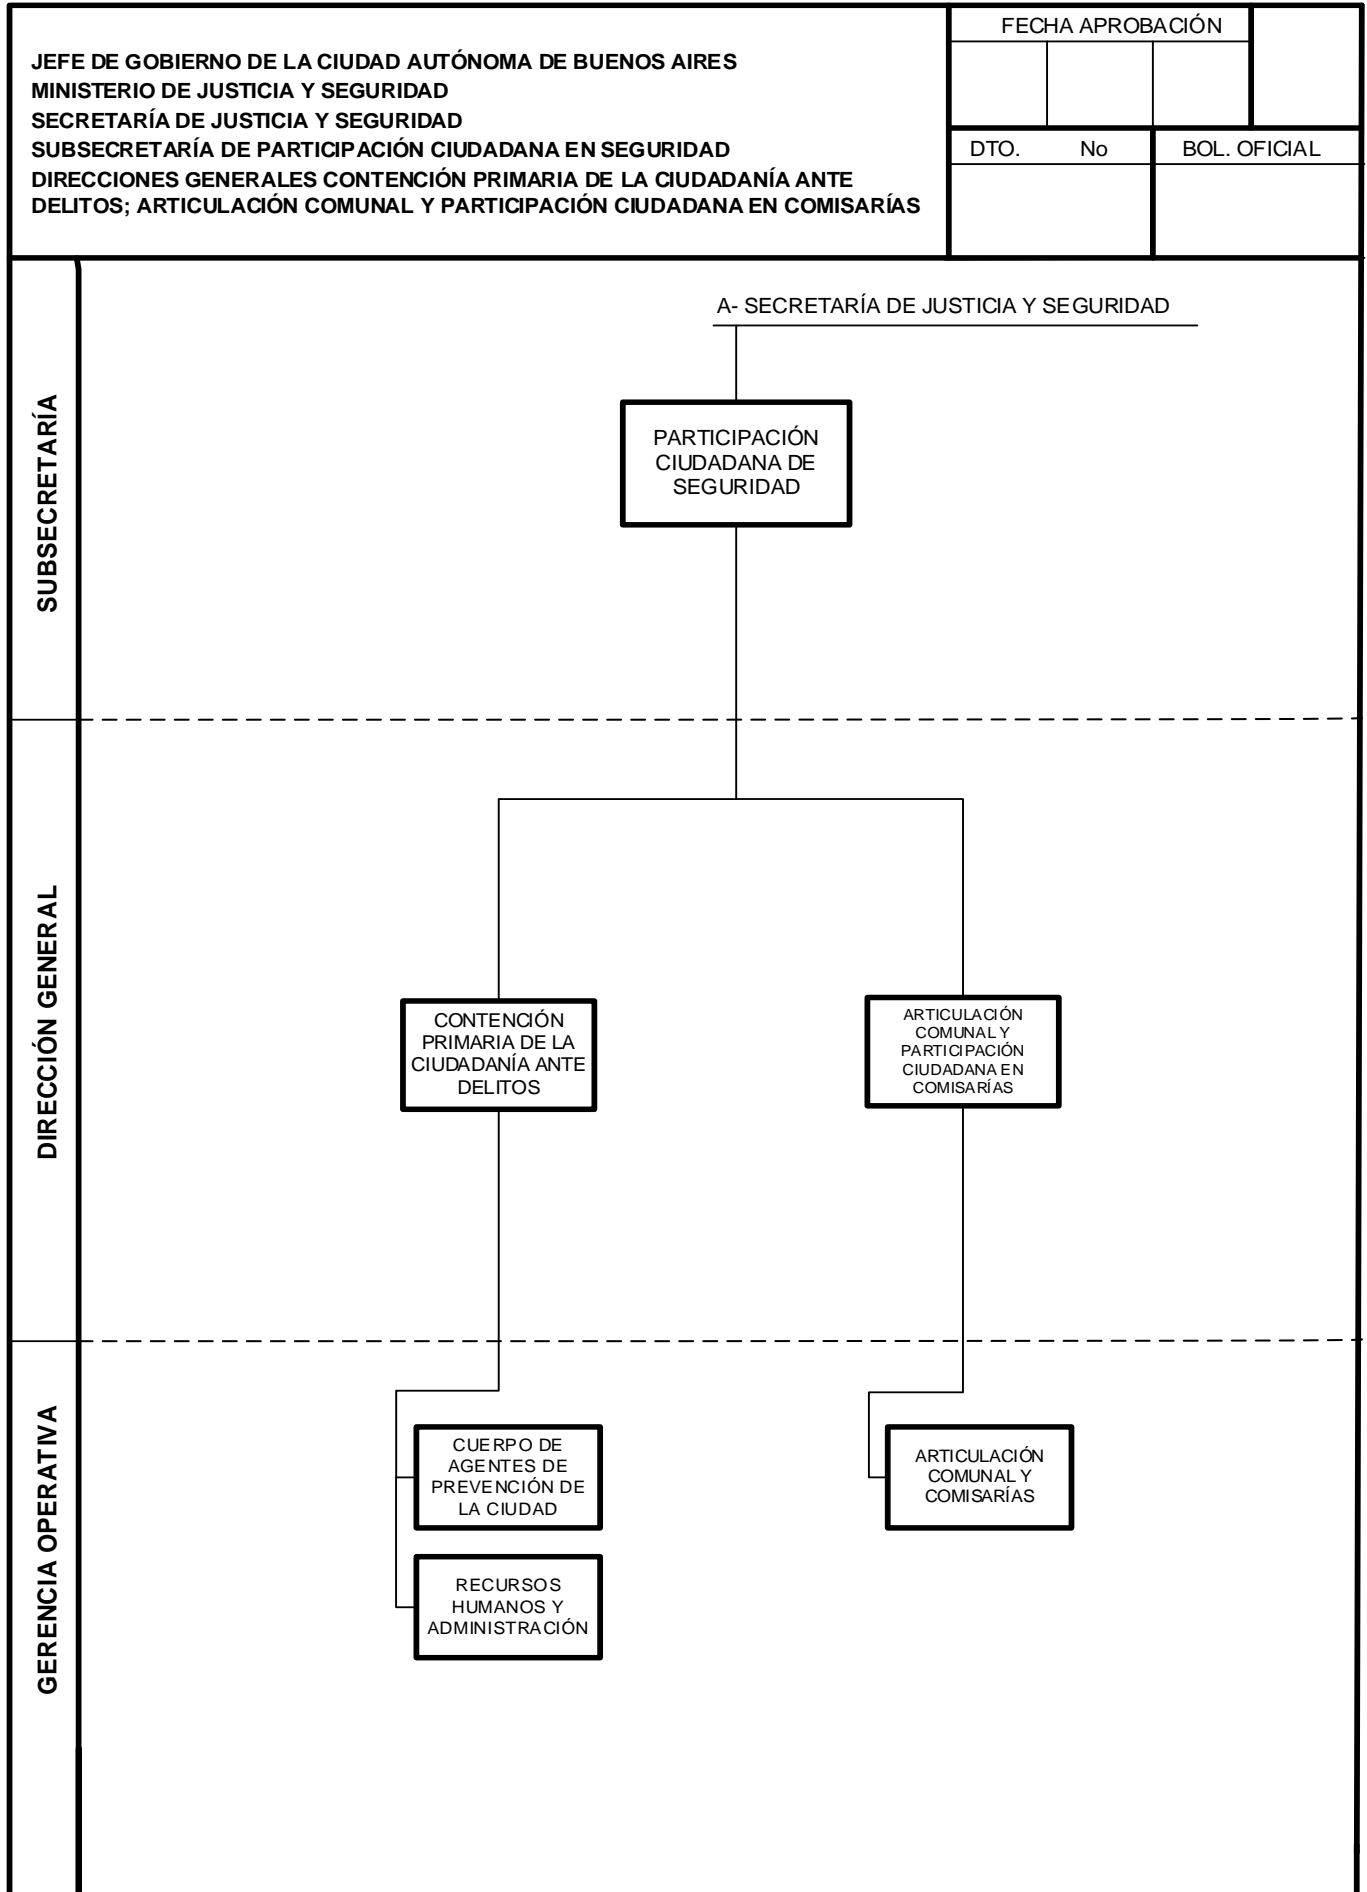 JEFE DE GOBIERNO DE LA CIUDAD AUTÓNOMA DE BUENOS AIRES
MINISTERIO DE JUSTICIA Y SEGURIDAD
SECRETARÍA DE JUSTICIA Y SEGURIDAD
SUBSECRETARÍA DE PARTICIPACIÓN CIUDADANA EN SEGURIDAD
DIRECCIONES GENERALES CONTENCIÓN PRIMARIA DE LA CIUDADANÍA ANTE
DELITOS; ARTICULACIÓN COMUNAL Y PARTICIPACIÓN CIUDADANA EN COMISARÍAS
FECHA APROBACIÓN
DTO. No
BOL. OFICIAL
SUBSECRETARÍA
A- SECRETARÍA DE JUSTICIA Y SEGURIDAD
PARTICIPACIÓN
CIUDADANA DE
SEGURIDAD
DIRECCIÓN GENERAL
CONTENCIÓN
PRIMARIA DE LA
CIUDADANÍA ANTE
DELITOS
ARTICULACIÓN
COMUNAL Y
PARTICIPACIÓN
CIUDADANA EN
COMISARÍAS
GERENCIA OPERATIVA
CUERPO DE
AGENTES DE
PREVENCIÓN DE
LA CIUDAD
RECURSOS
HUMANOS Y
ADMINISTRACIÓN
ARTICULACIÓN
COMUNAL Y
COMISARÍAS